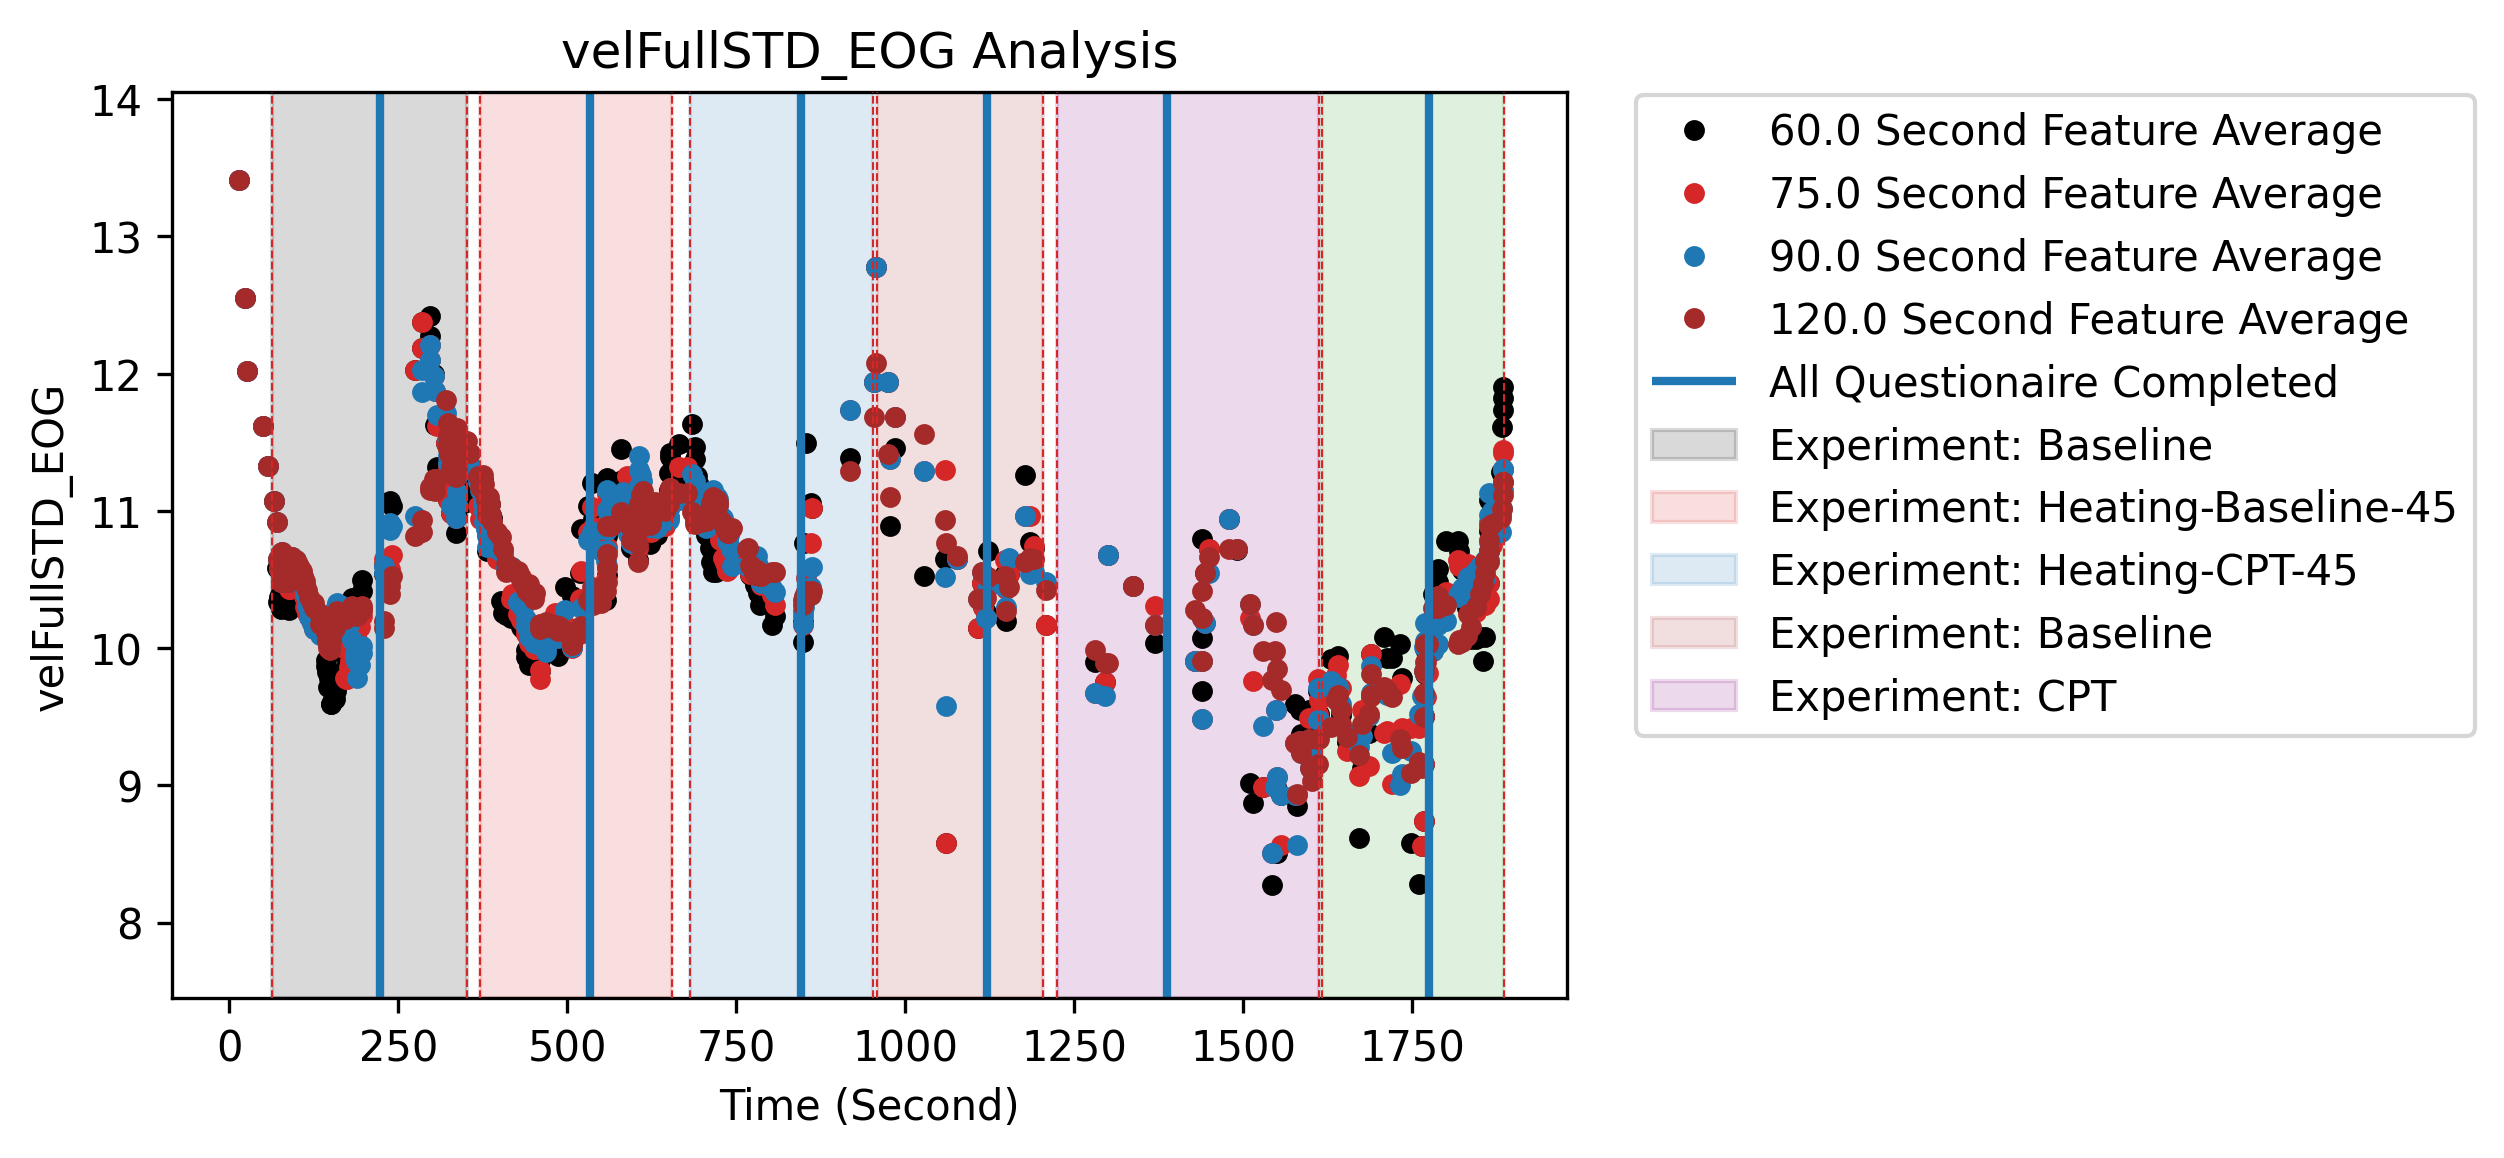 velFullSTD_EOG Analysis
14
13
12
11
10
9
8
velFullSTD_EOG
0 250 500 750 1000 1250 1500 1750
Time (Second)
60.0 Second Feature Average
75.0 Second Feature Average
90.0 Second Feature Average
120.0 Second Feature Average
All Questionaire Completed
Experiment: Baseline
Experiment: Heating-Baseline-45
Experiment: Heating-CPT-45
Experiment: Baseline
Experiment: CPT